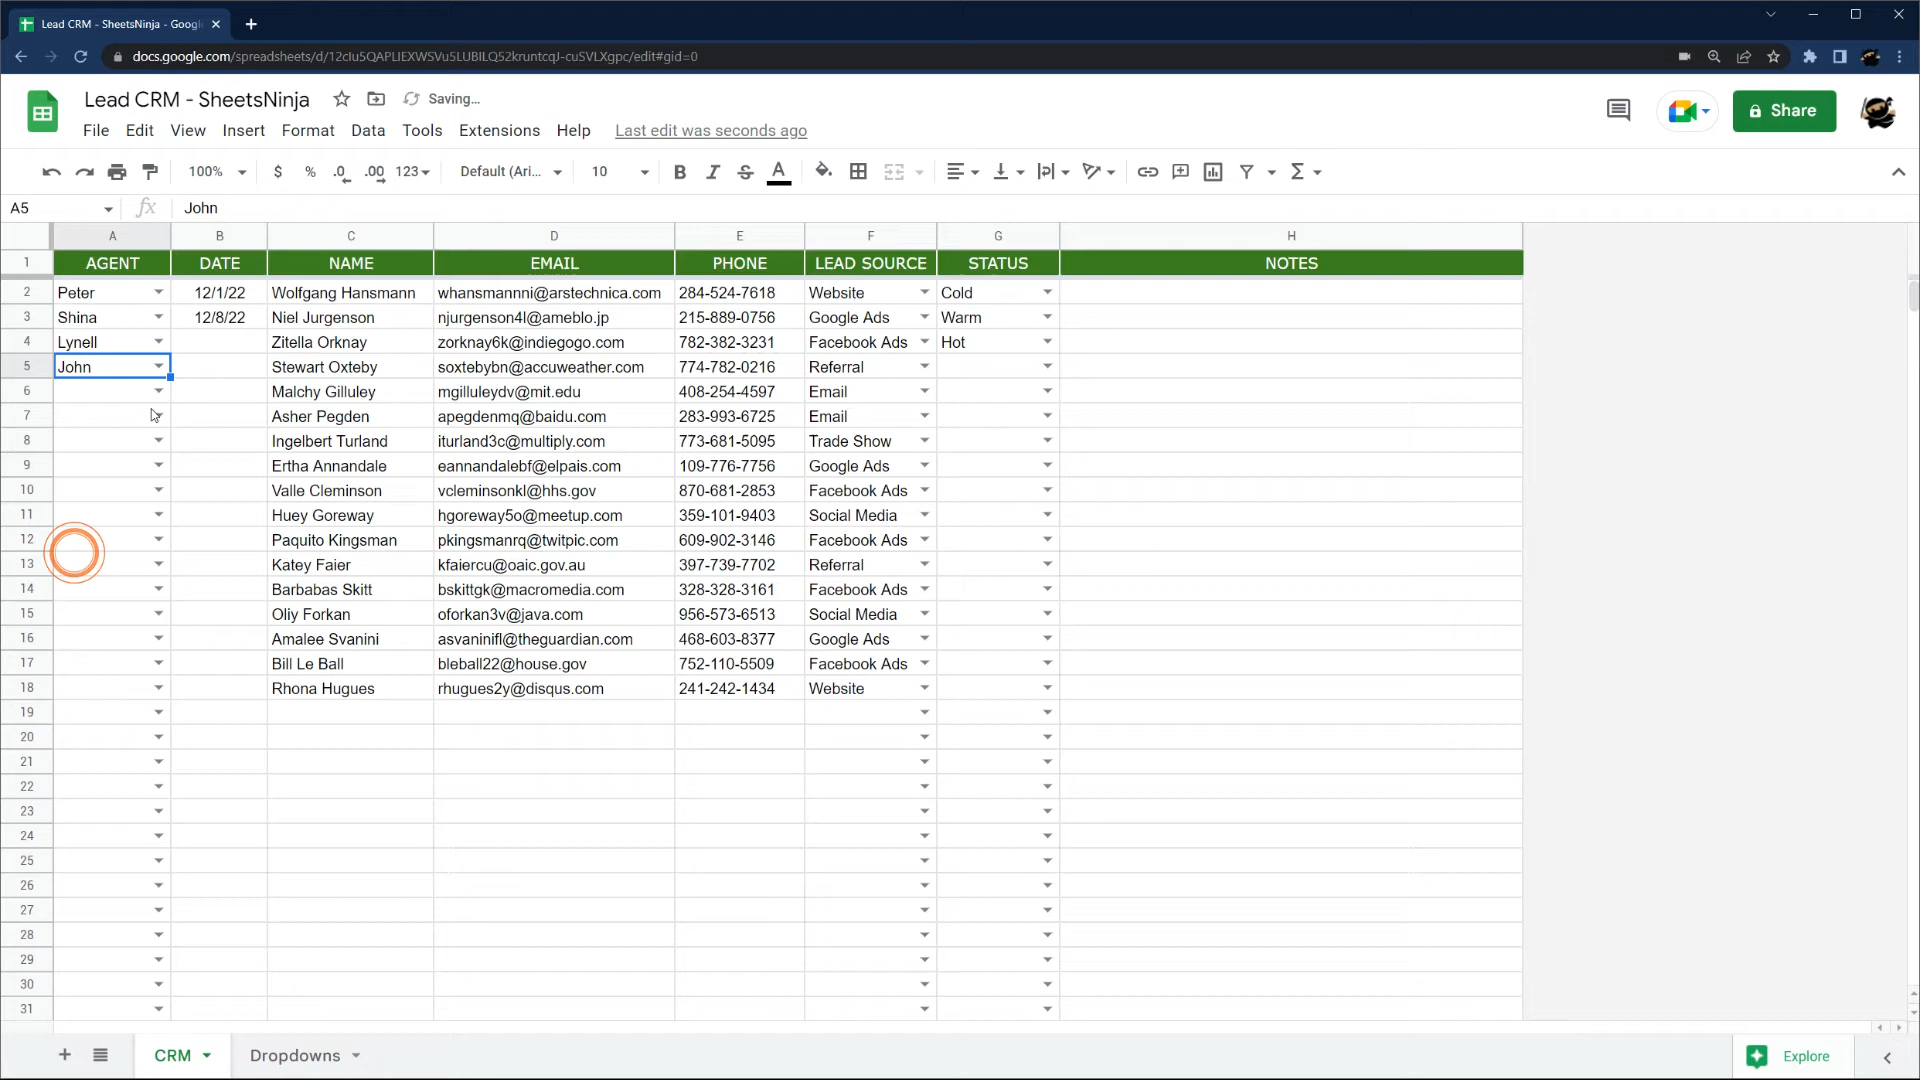 Lead CRM - SheetsNinja - Googl
docs.google.com/spreadsheets/d/12cIu5QAPLIEXWSVu5LUBILQ52kruntcqJ-cuSVLXgpc/edit#gid=0
Lead CRM - SheetsNinja Saving...
File Edit View Insert Format Data Tools Extensions Help Last edit was seconds ago
Share
100% $ % .0 .00 123 Default (Ari... 10 B I S A Σ
A5 fx John
A B C D E F G H
1 AGENT DATE NAME EMAIL PHONE LEAD SOURCE STATUS NOTES
2 Peter 12/1/22 Wolfgang Hansmann whansmannni@arstechnica.com 284-524-7618 Website Cold
3 Shina 12/8/22 Niel Jurgenson njurgenson4l@ameblo.jp 215-889-0756 Google Ads Warm
4 Lynell Zitella Orknay zorknay6k@indiegogo.com 782-382-3231 Facebook Ads Hot
5 John Stewart Oxteby soxtebybn@accuweather.com 774-782-0216 Referral
6 Malchy Gilluley mgilluleydv@mit.edu 408-254-4597 Email
7 Asher Pegden apegdenmq@baidu.com 283-993-6725 Email
8 Ingelbert Turland iturland3c@multiply.com 773-681-5095 Trade Show
9 Ertha Annandale eannandalebf@elpais.com 109-776-7756 Google Ads
10 Valle Cleminson vcleminsonkl@hhs.gov 870-681-2853 Facebook Ads
11 Huey Goreway hgoreway5o@meetup.com 359-101-9403 Social Media
12 Paquito Kingsman pkingsmanrq@twitpic.com 609-902-3146 Facebook Ads
13 Katey Faier kfaiercu@oaic.gov.au 397-739-7702 Referral
14 Barbabas Skitt bskittgk@macromedia.com 328-328-3161 Facebook Ads
15 Oliy Forkan oforkan3v@java.com 956-573-6513 Social Media
16 Amalee Svanini asvaninifl@theguardian.com 468-603-8377 Google Ads
17 Bill Le Ball bleball22@house.gov 752-110-5509 Facebook Ads
18 Rhona Hugues rhugues2y@disqus.com 241-242-1434 Website
19
20
21
22
23
24
25
26
27
28
29
30
31
CRM Dropdowns Explore